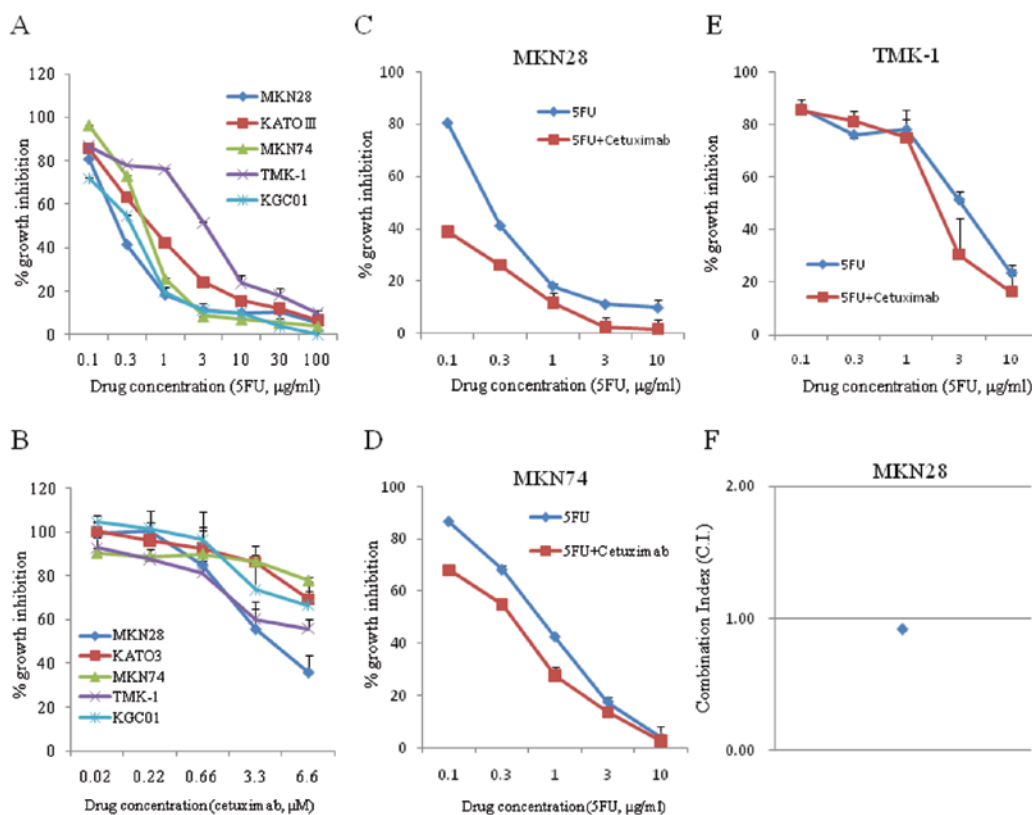 A
120
100
80
60
40
20
0
% growth inhibition
MKN28
KATO III
MKN74
TMK-1
KGC01
0.1 0.3 1 3 10 30 100
Drug concentration (5FU, µg/ml)
B
120
100
80
60
40
20
0
% growth inhibition
MKN28
KATO3
MKN74
TMK-1
KGC01
0.02 0.22 0.66 3.3 6.6
Drug concentration (cetuximab, µM)
C
MKN28
100
80
60
40
20
0
% growth inhibition
5FU
5FU+Cetuximab
0.1 0.3 1 3 10
Drug concentration (5FU, µg/ml)
D
MKN74
100
80
60
40
20
0
% growth inhibition
5FU
5FU+Cetuximab
0.1 0.3 1 3 10
Drug concentration (5FU, µg/ml)
E
TMK-1
100
80
60
40
20
0
% growth inhibition
5FU
5FU+Cetuximab
0.1 0.3 1 3 10
Drug concentration (5FU, µg/ml)
F
MKN28
2.00
1.00
0.00
Combination Index (C.I.)